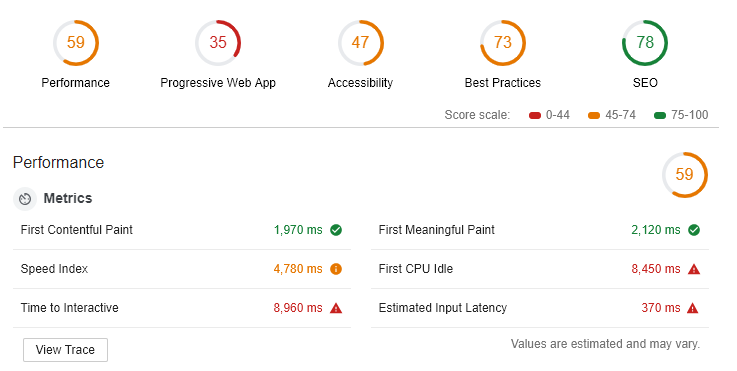 59 35 47 73 78
Performance Progressive Web App Accessibility Best Practices SEO
Score scale: 0-44 45-74 75-100
Performance 59
Metrics
First Contentful Paint 1,970 ms First Meaningful Paint 2,120 ms
Speed Index 4,780 ms First CPU Idle 8,450 ms
Time to Interactive 8,960 ms Estimated Input Latency 370 ms
View Trace Values are estimated and may vary.